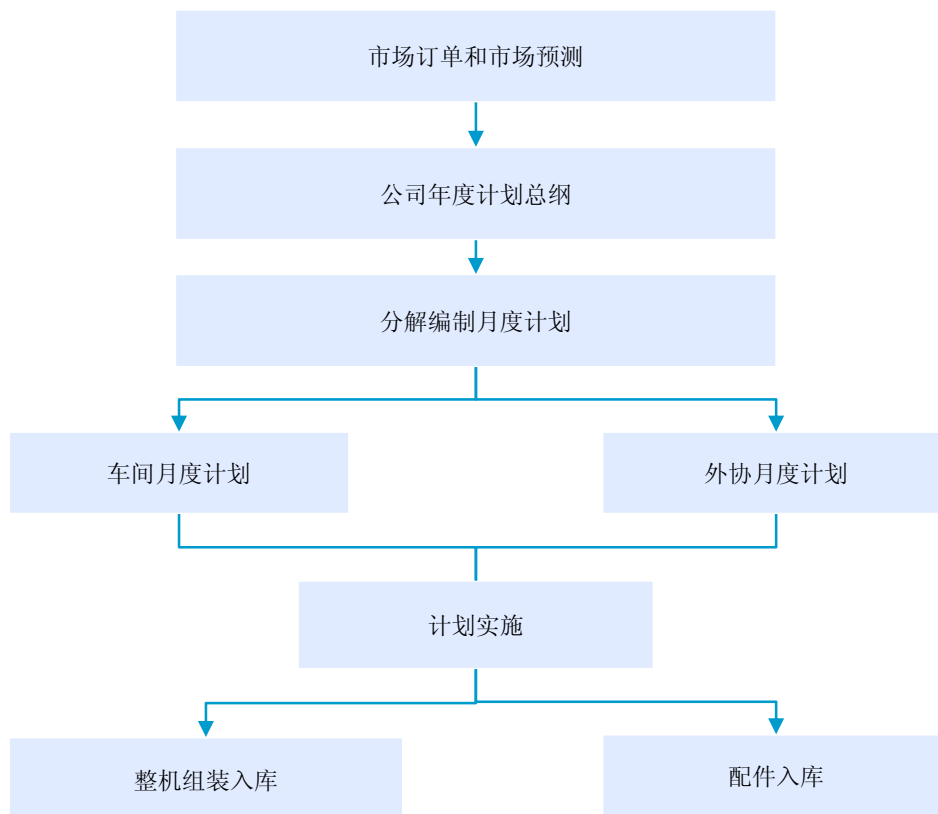 市场订单和市场预测
公司年度计划总纲
分解编制月度计划
车间月度计划
外协月度计划
计划实施
整机组装入库
配件入库